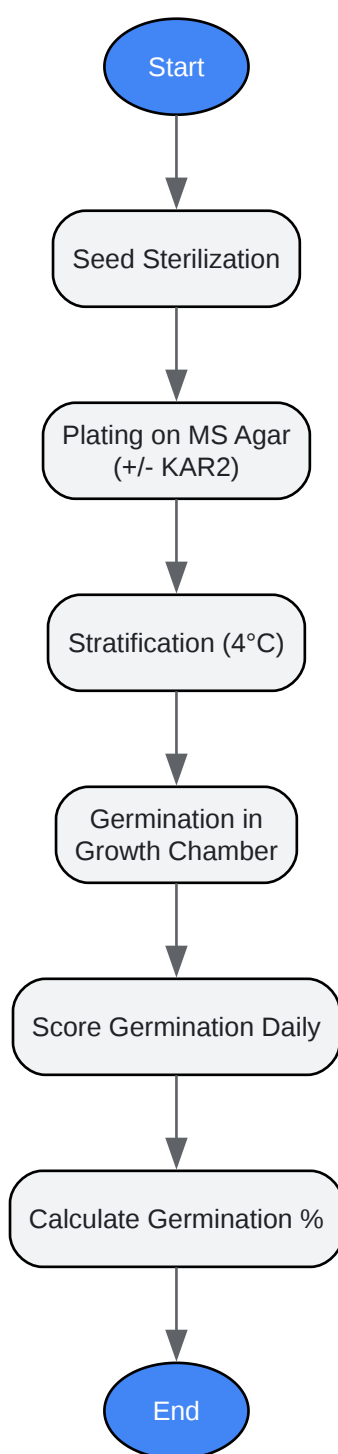 Start
Seed Sterilization
Plating on MS Agar
(+/- KAR2)
Stratification (4°C)
Germination in
Growth Chamber
Score Germination Daily
Calculate Germination %
End